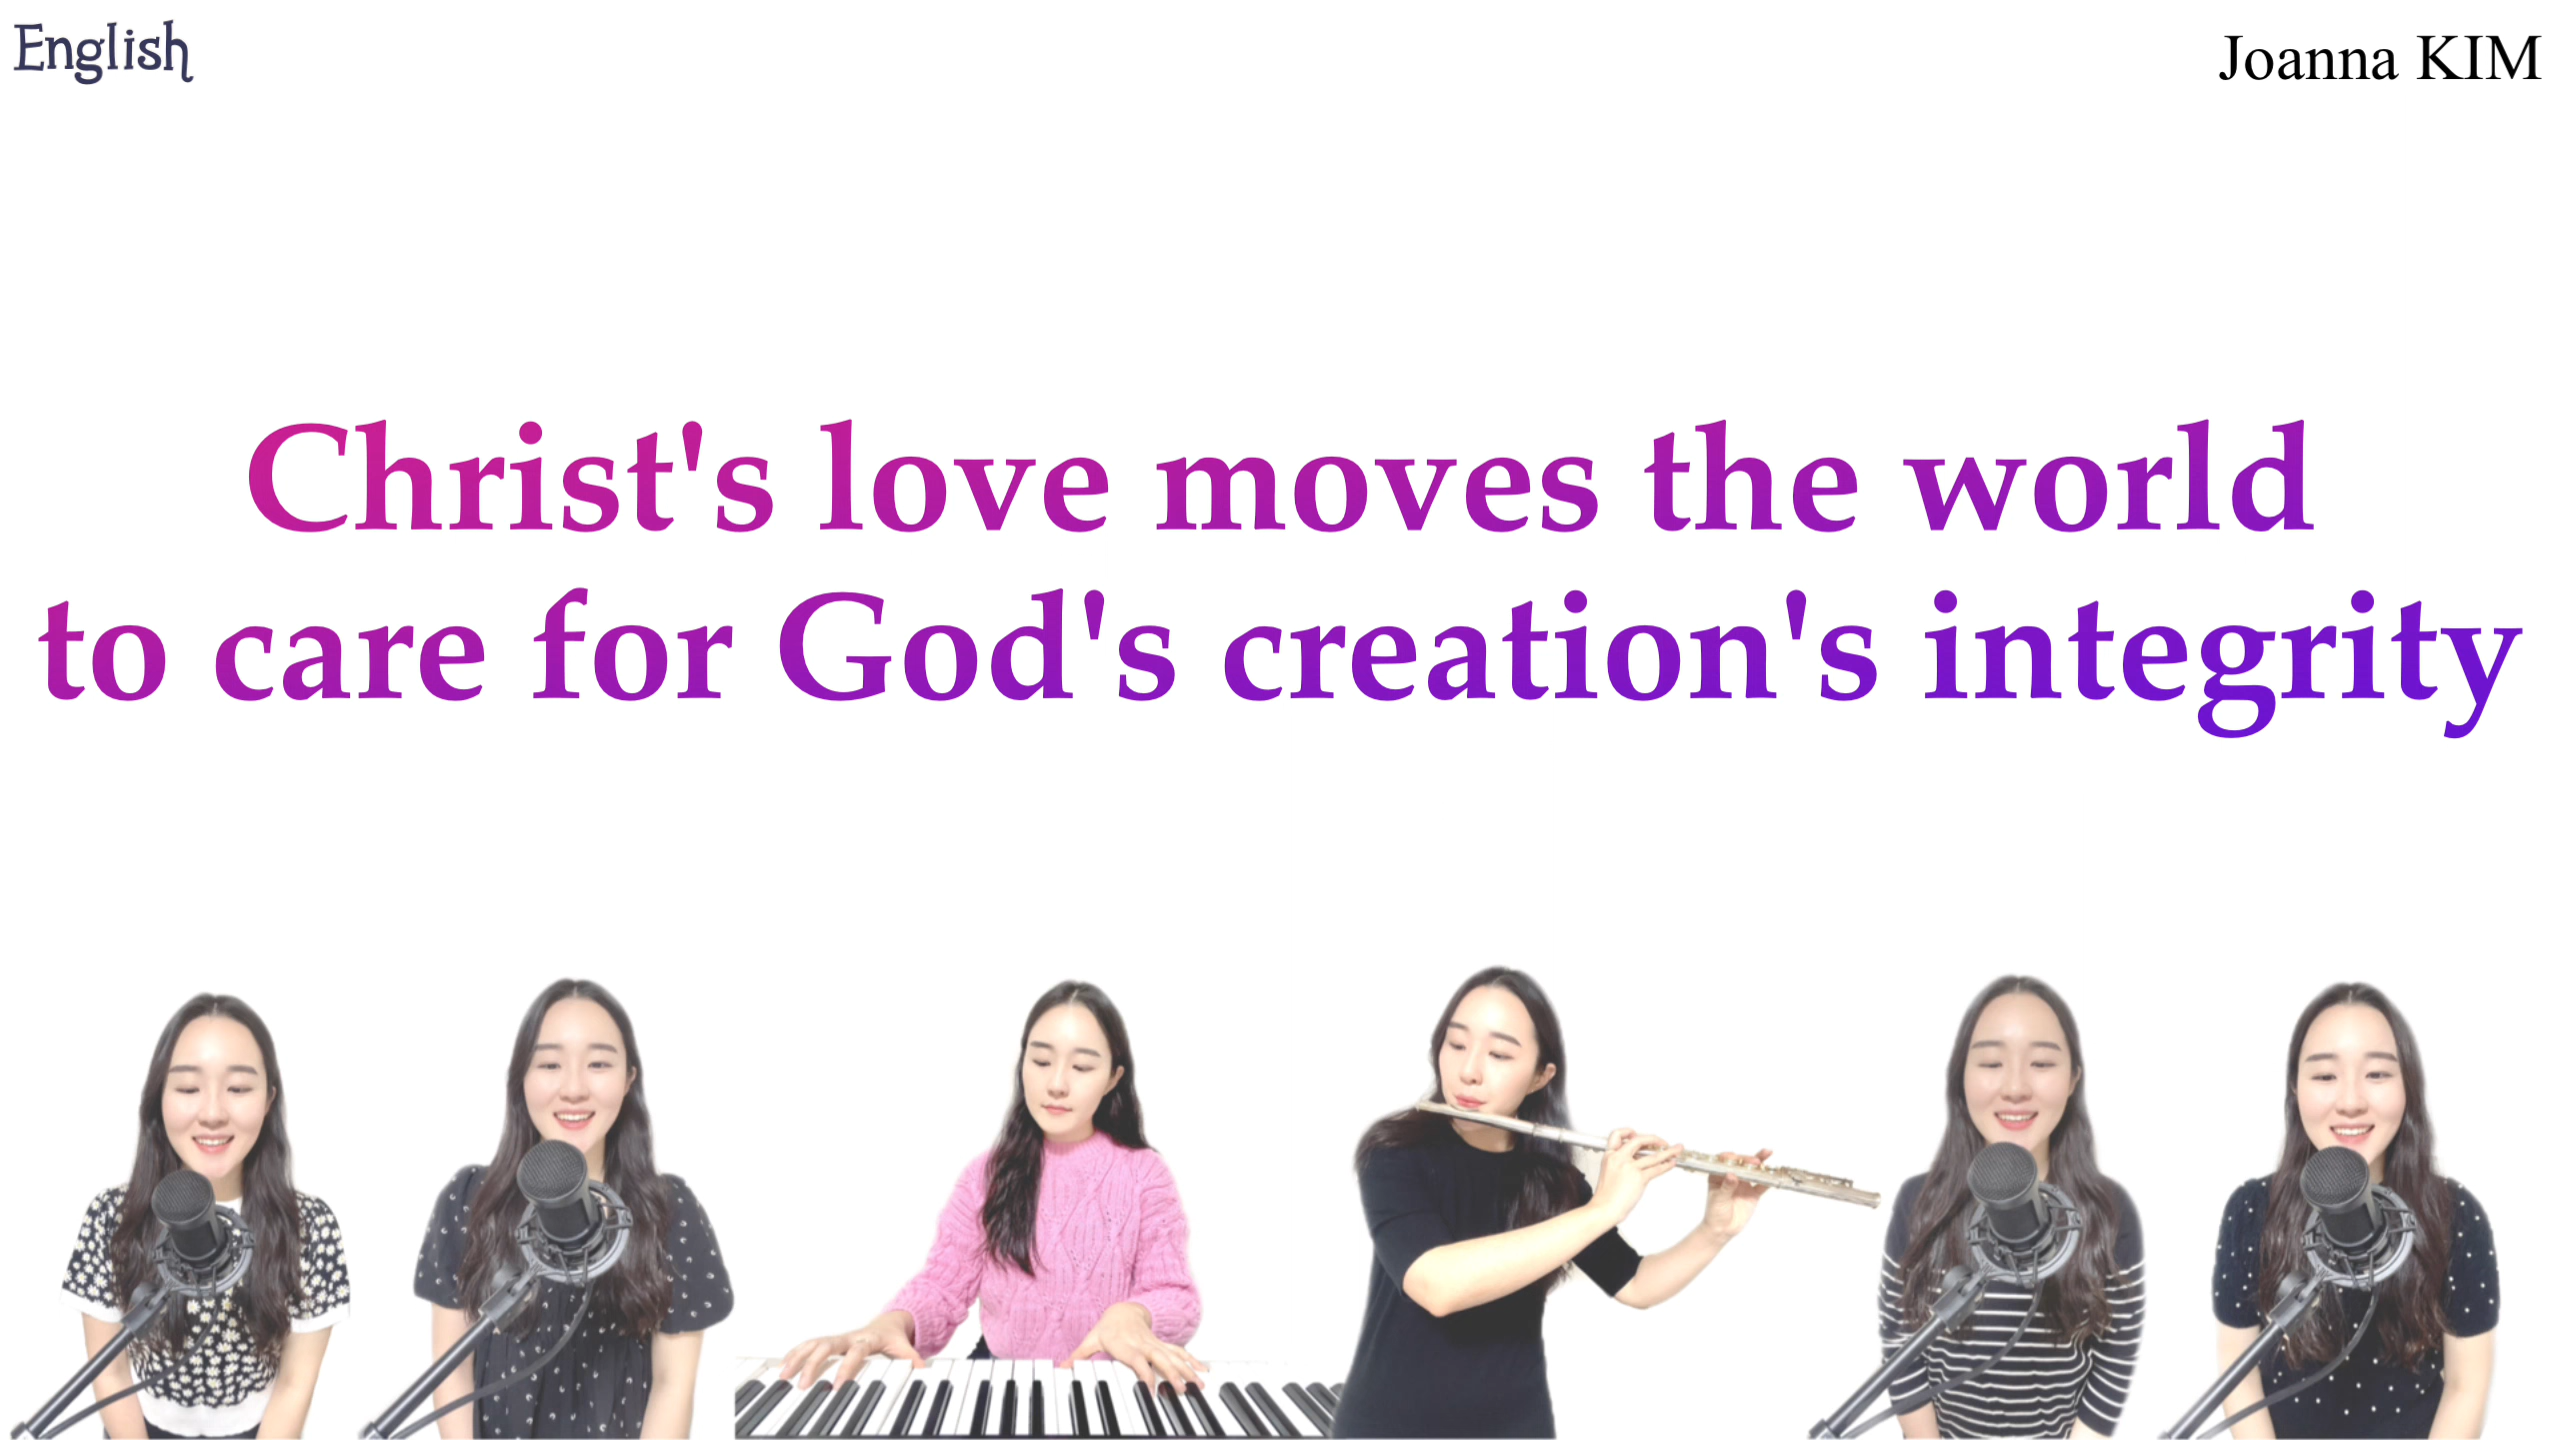 English
Joanna KIM
Christ's love moves the world
to care for God's creation's integrity